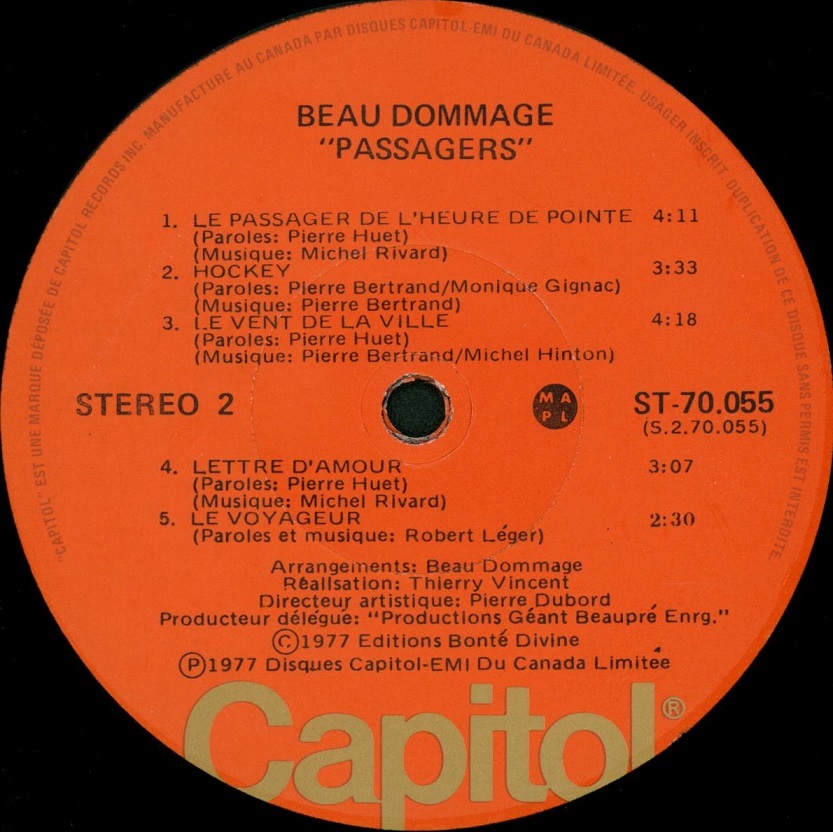 "CAPITOL" EST UNE MARQUE DÉPOSÉE DE CAPITOL RECORDS INC. MANUFACTURE AU CANADA PAR DISQUES CAPITOL-EMI DU CANADA LIMITÉE, USAGER INSCRIT. DUPLICATION DE CE DISQUE SANS PERMIS EST INTERDITE.
BEAU DOMMAGE
"PASSAGERS"
1. LE PASSAGER DE L'HEURE DE POINTE 4:11
(Paroles: Pierre Huet)
(Musique: Michel Rivard)
2. HOCKEY 3:33
(Paroles: Pierre Bertrand/Monique Gignac)
(Musique: Pierre Bertrand)
3. LE VENT DE LA VILLE 4:18
(Paroles: Pierre Huet)
(Musique: Pierre Bertrand/Michel Hinton)
STEREO 2 MAPL ST-70.055
(S.2.70.055)
4. LETTRE D'AMOUR 3:07
(Paroles: Pierre Huet)
(Musique: Michel Rivard)
5. LE VOYAGEUR 2:30
(Paroles et musique: Robert Léger)
Arrangements: Beau Dommage
Réalisation: Thierry Vincent
Directeur artistique: Pierre Dubord
Producteur délégué: "Productions Géant Beaupré Enrg."
Ⓒ1977 Editions Bonté Divine
Ⓟ1977 Disques Capitol-EMI Du Canada Limitée
Capitol®